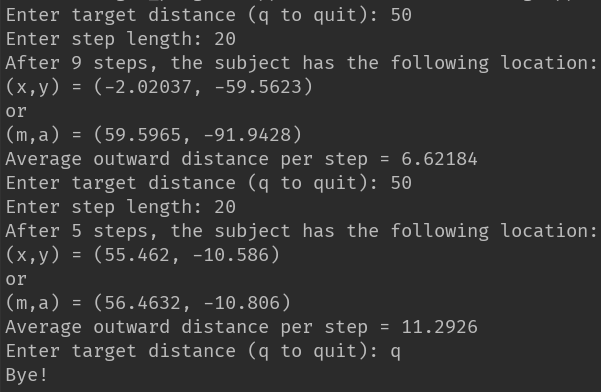 Enter target distance (q to quit): 50
Enter step length: 20
After 9 steps, the subject has the following location:
(x,y) = (-2.02037, -59.5623)
or
(m,a) = (59.5965, -91.9428)
Average outward distance per step = 6.62184
Enter target distance (q to quit): 50
Enter step length: 20
After 5 steps, the subject has the following location:
(x,y) = (55.462, -10.586)
or
(m,a) = (56.4632, -10.806)
Average outward distance per step = 11.2926
Enter target distance (q to quit): q
Bye!